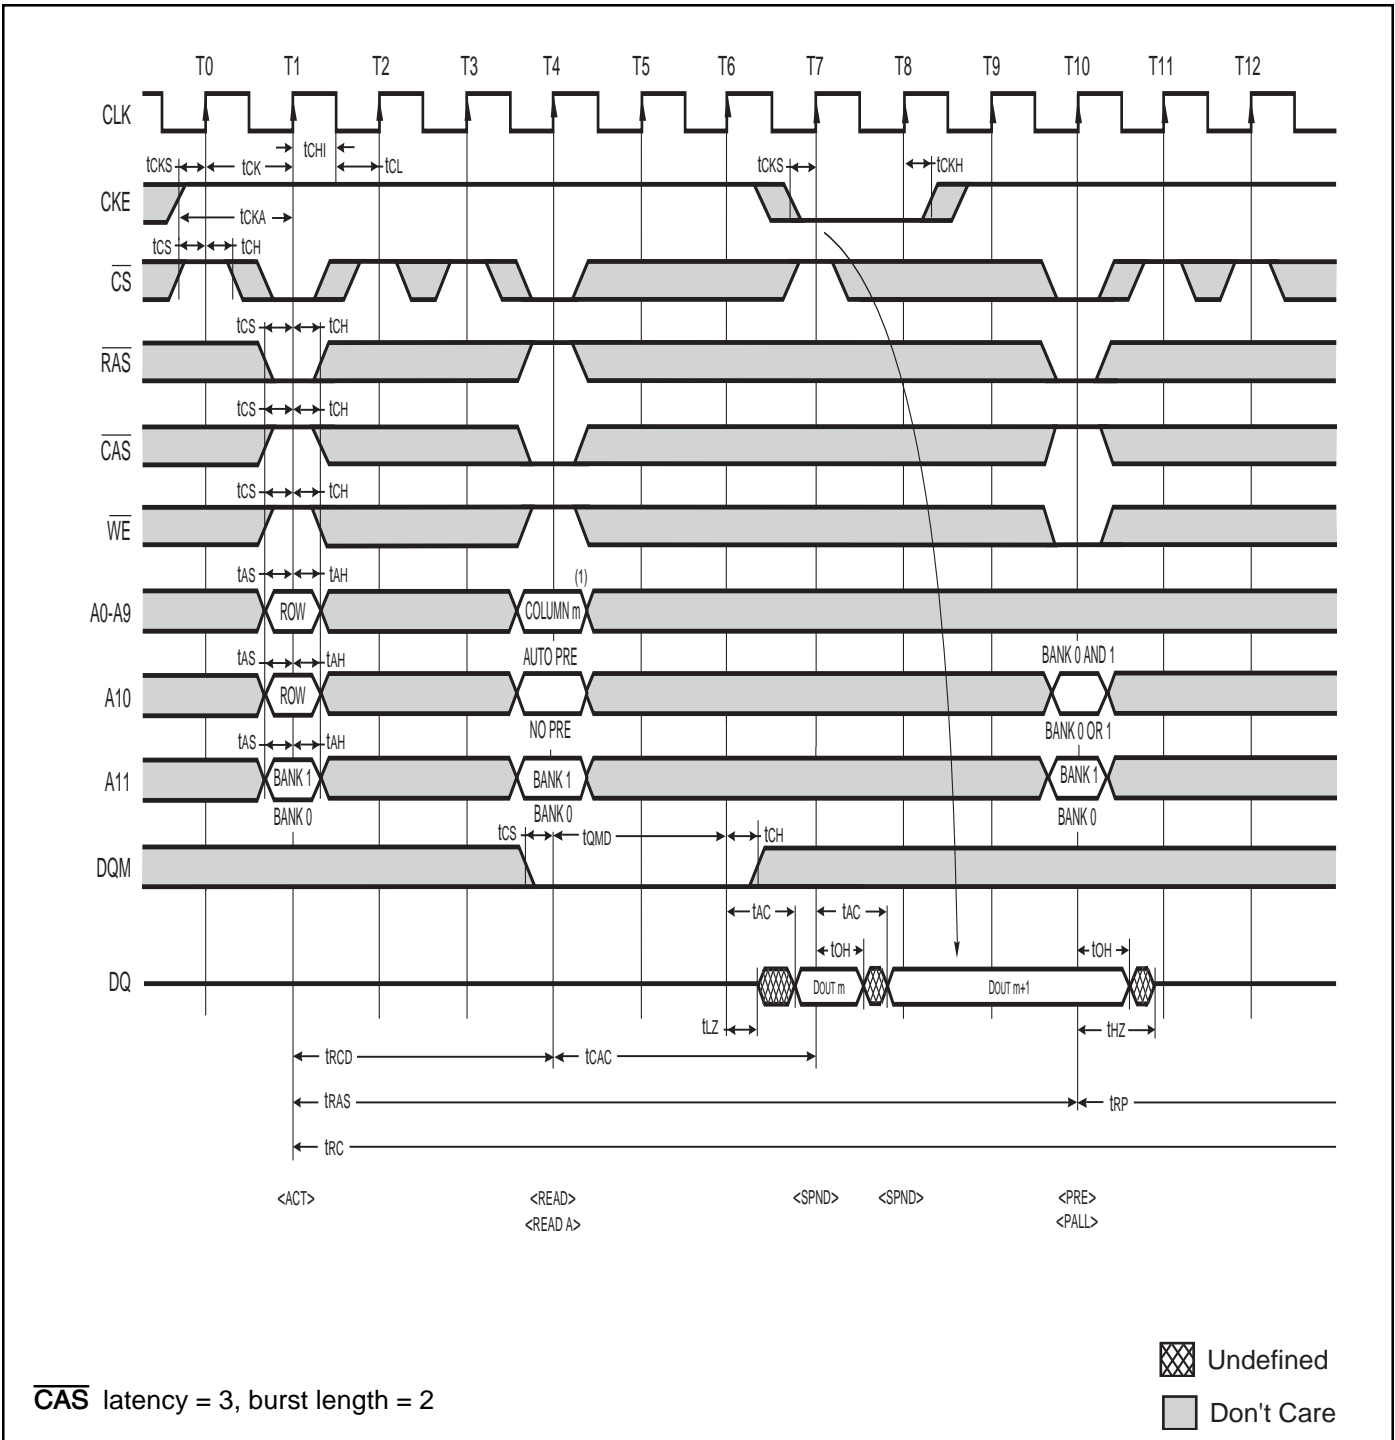 T0 T1 T2 T3 T4 T5 T6 T7 T8 T9 T10 T11 T12
CLK
tCHI
tCKS tCK tCL tCKS tCKH
CKE
tCKA
tCS tCH
CS
tCS tCH
RAS
tCS tCH
CAS
tCS tCH
WE
tAS tAH (1)
A0-A9 ROW COLUMN m
tAS tAH AUTO PRE BANK 0 AND 1
A10 ROW
NO PRE BANK 0 OR 1
tAS tAH
A11 BANK 1 BANK 1 BANK 1
BANK 0 BANK 0 BANK 0
tCS tQMD tCH
DQM
tAC tAC
tOH tOH
DQ DOUT m DOUT m+1
tLZ tHZ
tRCD tCAC
tRAS tRP
tRC
<ACT> <READ> <SPND> <SPND> <PRE>
<READ A> <PALL>
Undefined
CAS latency = 3, burst length = 2
Don't Care